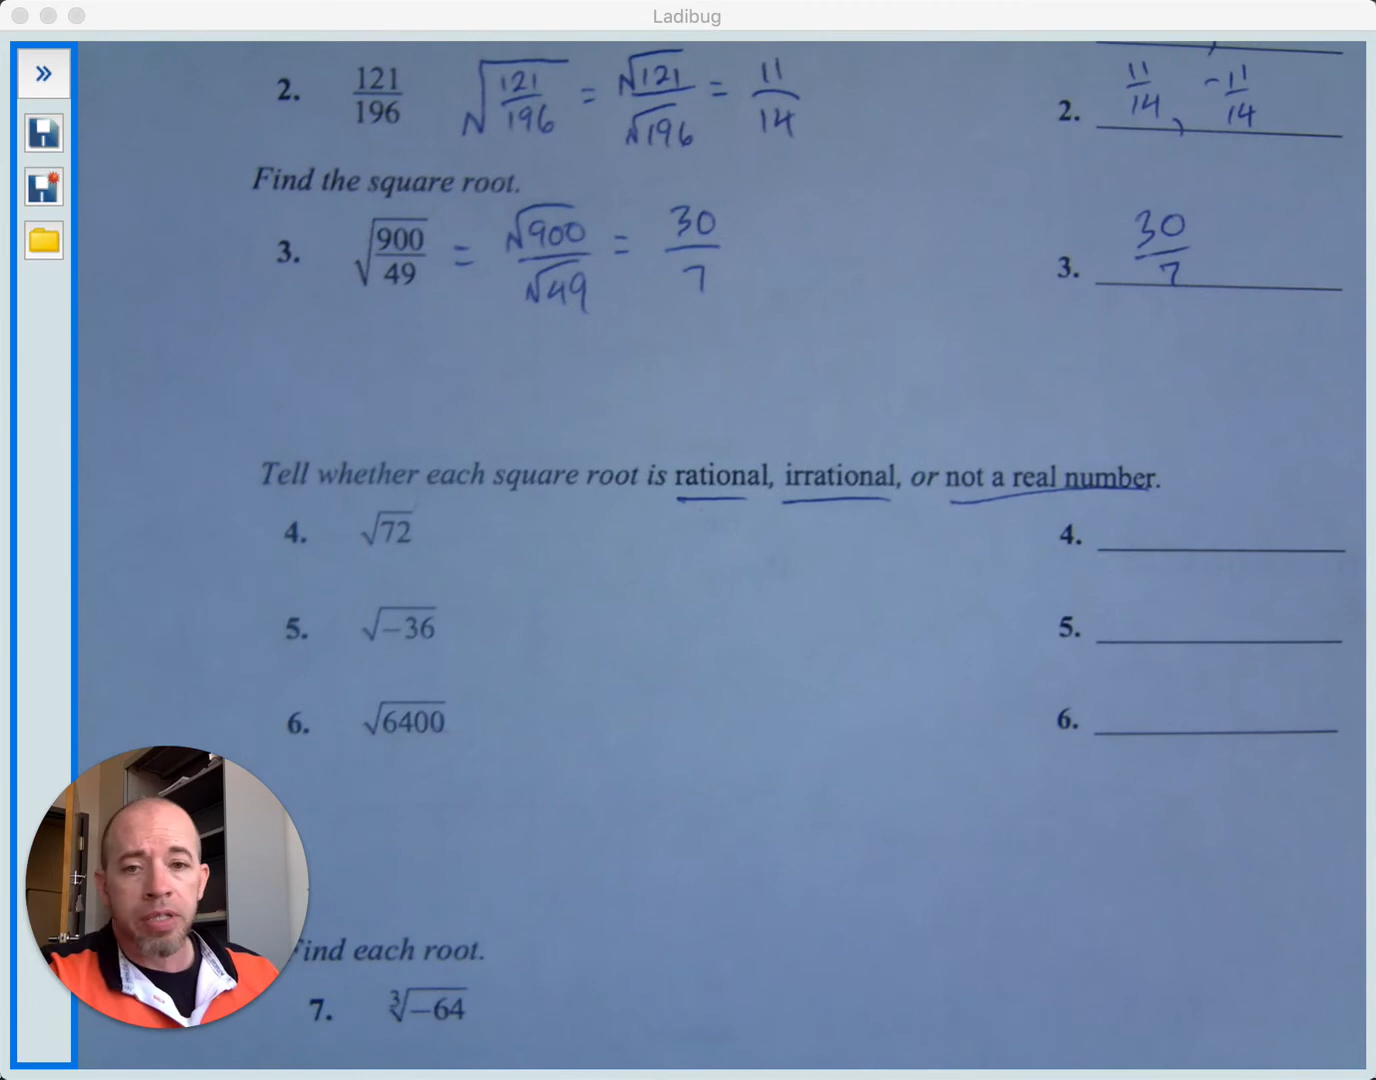 Ladibug
2. 121/196 √(121/196) = √121/√196 = 11/14
2. 11/14, -11/14
Find the square root.
3. √(900/49) = √900/√49 = 30/7
3. 30/7
Tell whether each square root is rational, irrational, or not a real number.
4. √72
4.
5. √-36
5.
6. √6400
6.
Find each root.
7. ∛-64